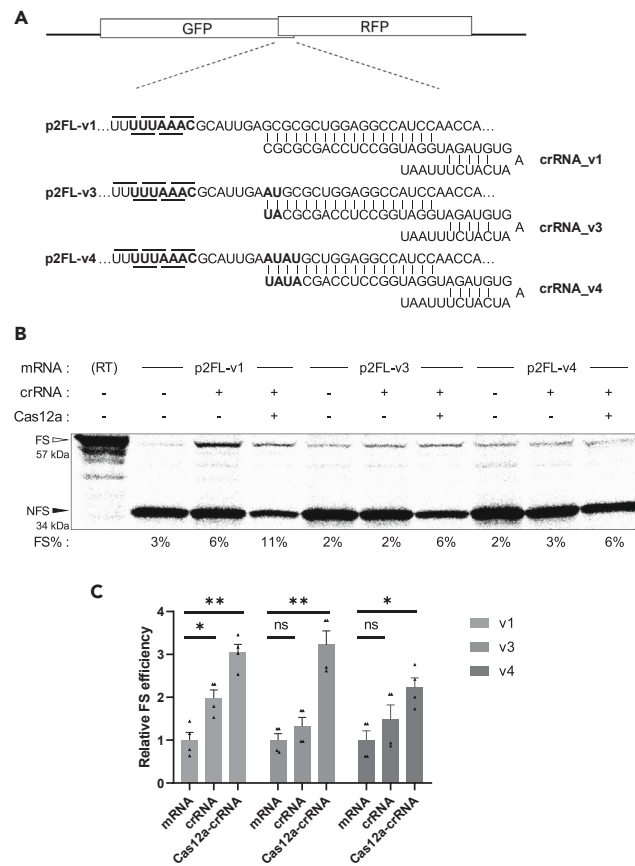 A
GFP
RFP
p2FL-v1 ...UUUUUAAACGCAUUGAGCGCGCUGGAGGCCAUCCAACCA...
CGCGCGACCUCCGGUAGGUAGAUGUG
UAAUUUCUACUA A crRNA_v1
p2FL-v3 ...UUUUUAAACGCAUUGAAUGCGCUGGAGGCCAUCCAACCA...
UACGCGACCUCCGGUAGGUAGAUGUG
UAAUUUCUACUA A crRNA_v3
p2FL-v4 ...UUUUUAAACGCAUUGAAUAUGCUGGAGGCCAUCCAACCA...
UAUACGACCUCCGGUAGGUAGAUGUG
UAAUUUCUACUA A crRNA_v4
B
mRNA : (RT) p2FL-v1 p2FL-v3 p2FL-v4
crRNA : - - + + - + + - + +
Cas12a : - - - + - - + - - +
FS
57 kDa
NFS
34 kDa
FS% : 3% 6% 11% 2% 2% 6% 2% 3% 6%
C
Relative FS efficiency
4
3
2
1
0
** ** *
* ns ns
mRNA crRNA Cas12a-crRNA mRNA crRNA Cas12a-crRNA mRNA crRNA Cas12a-crRNA
v1
v3
v4